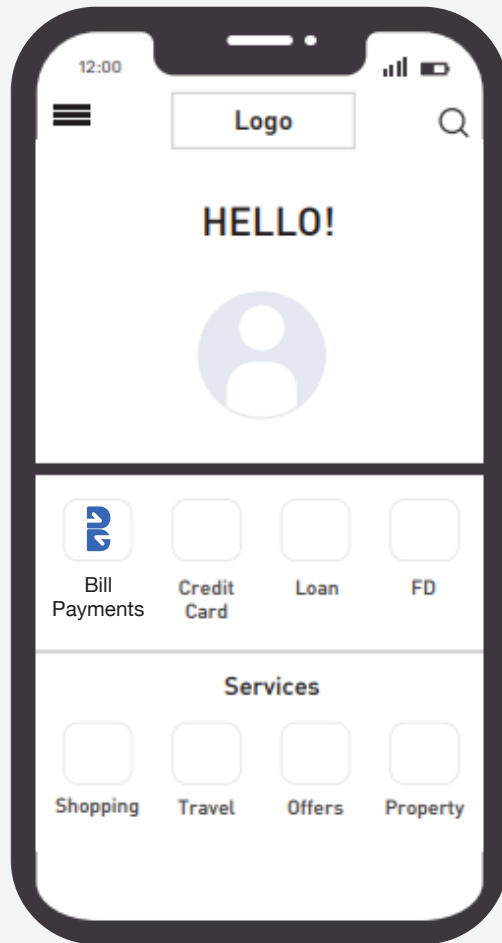 12:00
Logo
HELLO!
Bill
Payments
Credit
Card
Loan
FD
Services
Shopping
Travel
Offers
Property